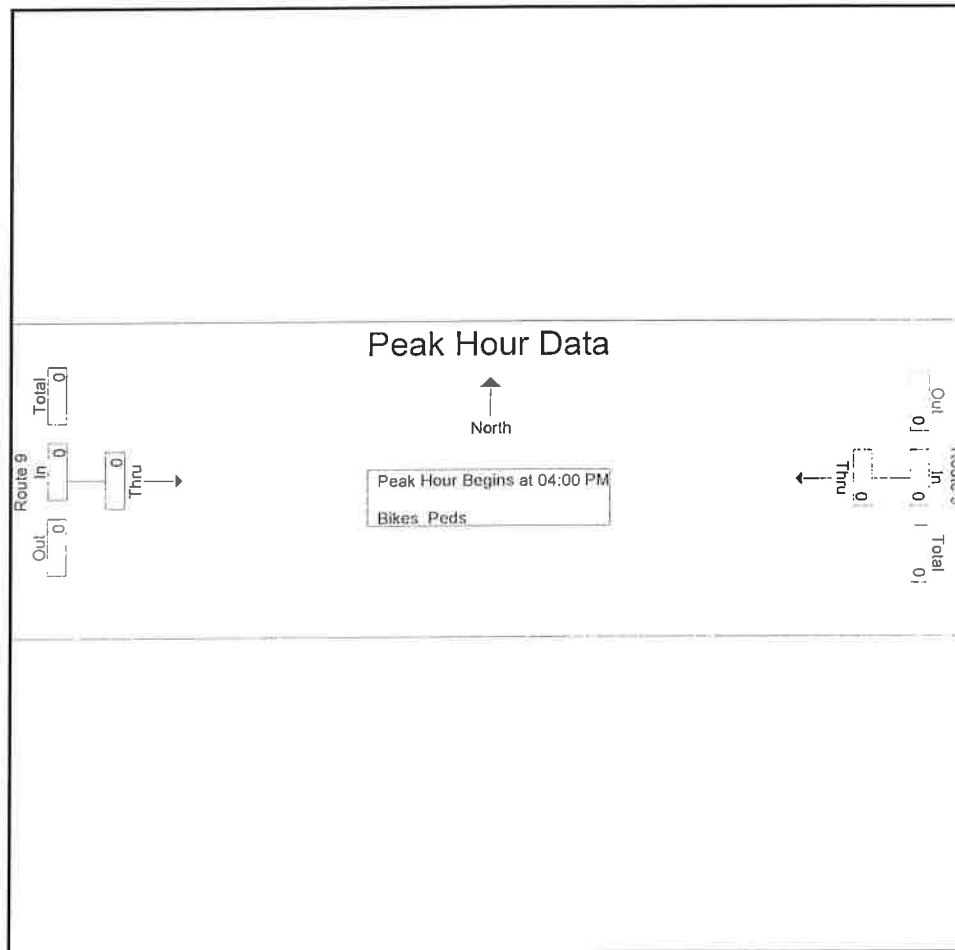 Peak Hour Data
North
Peak Hour Begins at 04:00 PM
Bikes Peds
Route 9
Total
0
In
0
Out
0
Thru
0
Out
0
In
0
Total
0
Thru
0